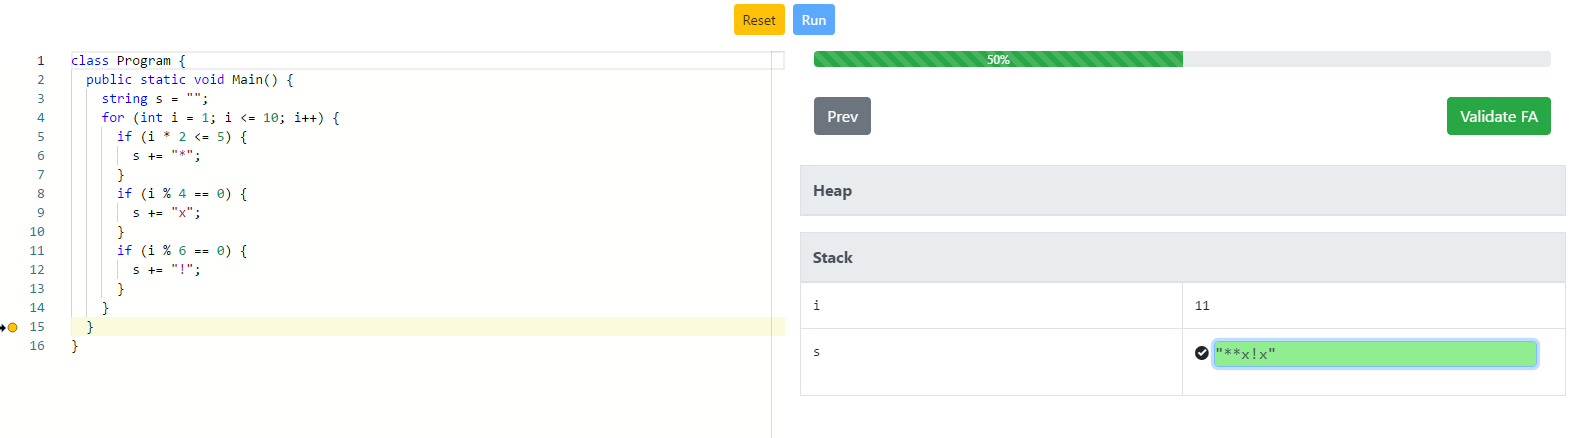 Reset Run
1 class Program {
2 public static void Main() {
3 string s = "";
4 for (int i = 1; i <= 10; i++) {
5 if (i * 2 <= 5) {
6 s += "*";
7 }
8 if (i % 4 == 0) {
9 s += "x";
10 }
11 if (i % 6 == 0) {
12 s += "!";
13 }
14 }
15 }
16 }
50%
Prev Validate FA
Heap
Stack
i 11
s "**x!x"